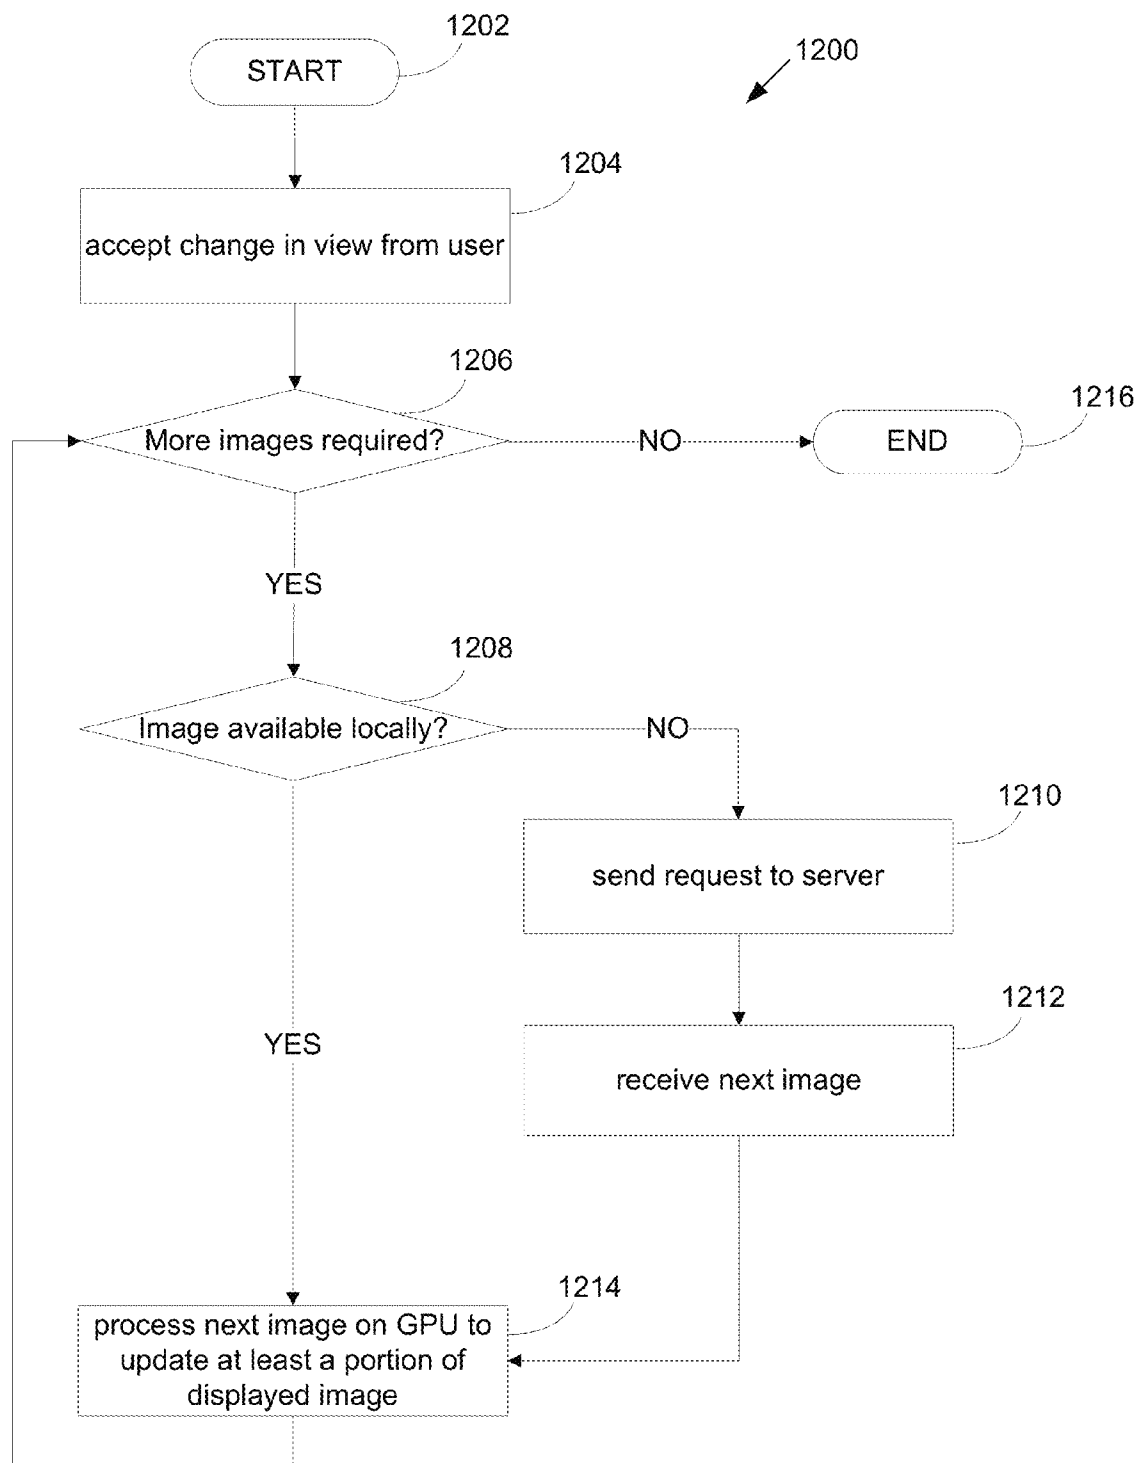 1202
START
1200
1204
accept change in view from user
1206
More images required?
NO
END
1216
YES
1208
Image available locally?
NO
1210
send request to server
1212
receive next image
YES
1214
process next image on GPU to
update at least a portion of
displayed image